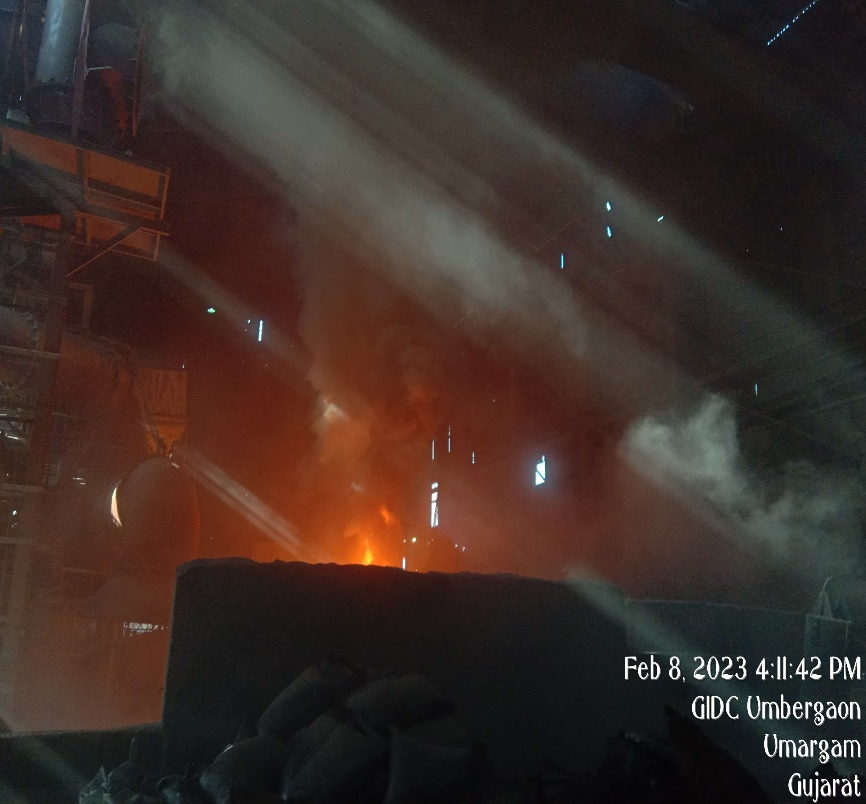 Feb 8, 2023 4:11:42 PM
GIDC Umbergaon
Umargam
Gujarat